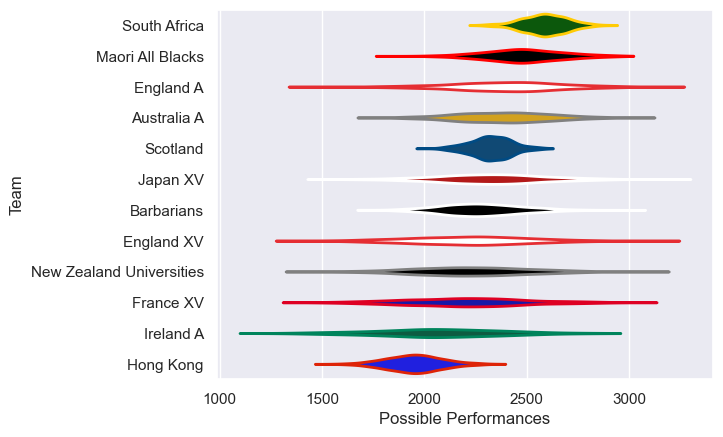 South Africa
Maori All Blacks
England A
Australia A
Scotland
Japan XV
Barbarians
England XV
New Zealand Universities
France XV
Ireland A
Hong Kong
Team
1000 1500 2000 2500 3000
Possible Performances